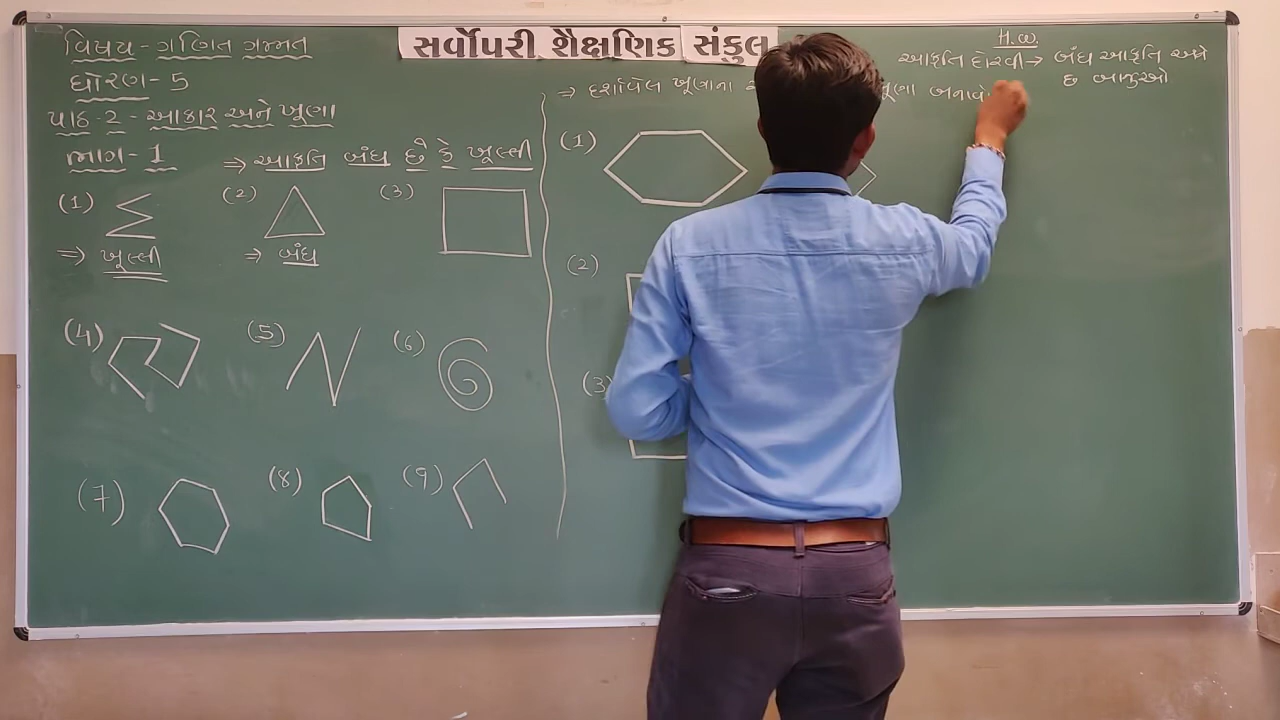 સર્વોપરી શૈક્ષણિક સંકુલ
વિષય - ગણિત ગમ્મત
ધોરણ - 5
પાઠ - 2 - આકાર અને ખૂણા
ભાગ - 1
⇒ આકૃતિ બંધ છે કે ખૂલ્લી
(1) (2) (3)
⇒ ખૂલ્લી ⇒ બંધ
(4) (5) (6)
(7) (8) (9)
⇒ દર્શાવેલ ખૂણાના ખૂણા બનાવ
(1)
(2)
(3)
H.W.
આકૃતિ દોરવી → બંધ આકૃતિ અને
છ બાજુઓ